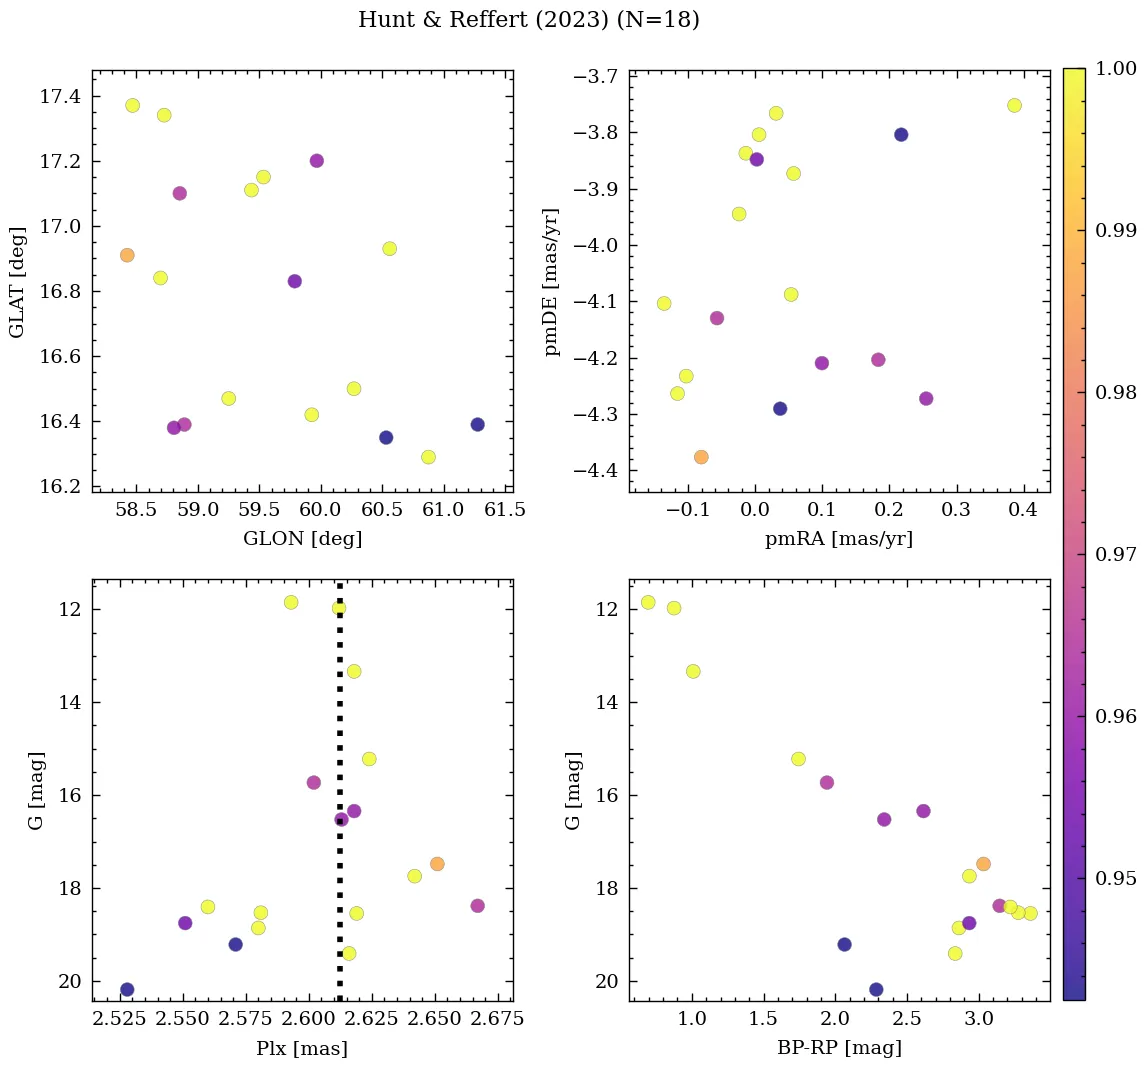 Hunt & Reffert (2023) (N=18)
17.4
17.2
17.0
16.8
16.6
16.4
16.2
GLAT [deg]
58.5 59.0 59.5 60.0 60.5 61.0 61.5
GLON [deg]
−3.7
−3.8
−3.9
−4.0
−4.1
−4.2
−4.3
−4.4
pmDE [mas/yr]
−0.1 0.0 0.1 0.2 0.3 0.4
pmRA [mas/yr]
1.00
0.99
0.98
0.97
0.96
0.95
12
14
16
18
20
G [mag]
2.525 2.550 2.575 2.600 2.625 2.650 2.675
Plx [mas]
12
14
16
18
20
G [mag]
1.0 1.5 2.0 2.5 3.0
BP-RP [mag]